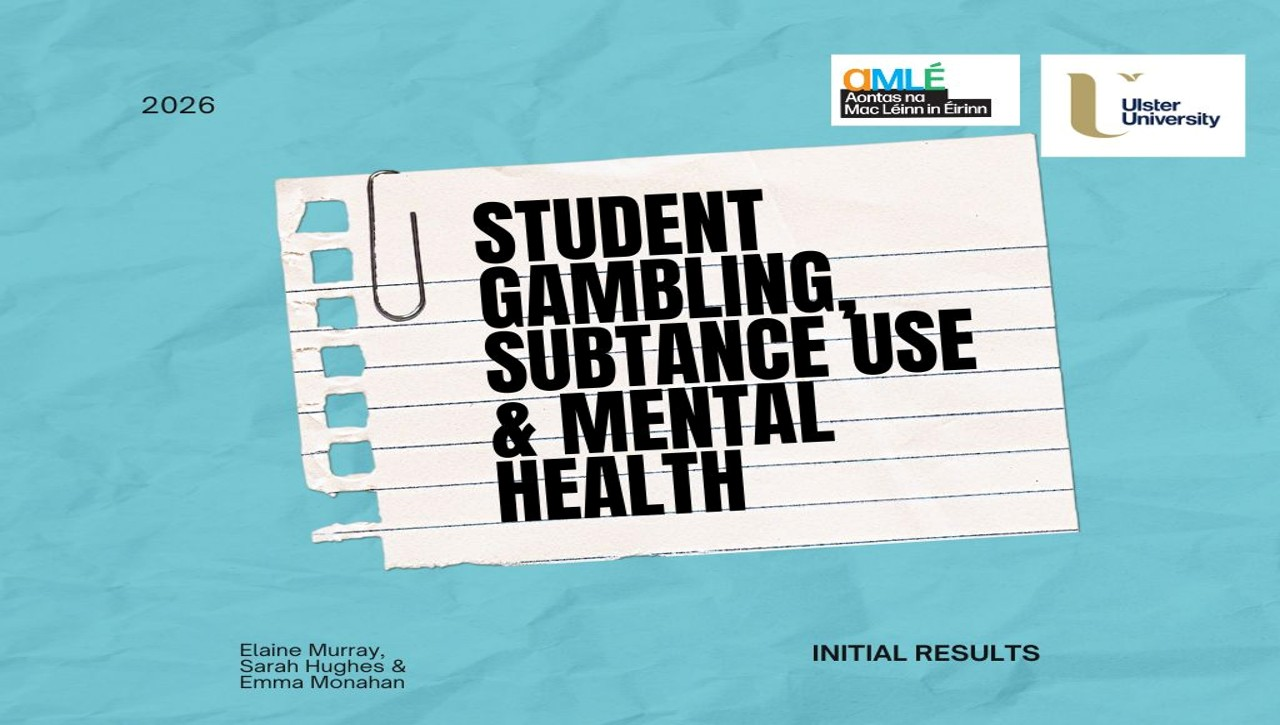 2026
aMLÉ
Aontas na
Mac Léinn in Éirinn
Ulster
University
STUDENT
GAMBLING,
SUBTANCE USE
& MENTAL
HEALTH
Elaine Murray,
Sarah Hughes &
Emma Monahan
INITIAL RESULTS